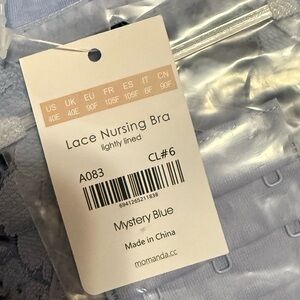 US UK EU FR ES IT CN
40E 40E 90F 105F 105F 6F 90F
Lace Nursing Bra
lightly lined
A083 CL#6
6941265211638
Mystery Blue
Made in China
momanda.cc